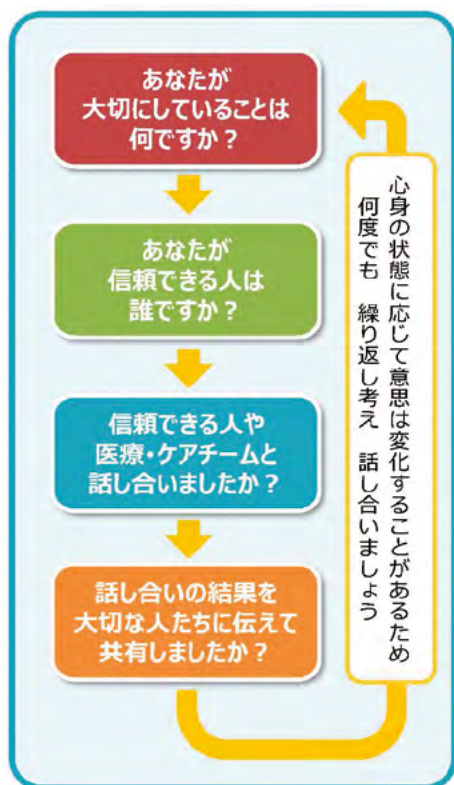 あなたが
大切にしていることは
何ですか？
あなたが
信頼できる人は
誰ですか？
信頼できる人や
医療・ケアチームと
話し合いましたか？
話し合いの結果を
大切な人たちに伝えて
共有しましたか？
心身の状態に応じて意思は変化することがあるため
何度でも　繰り返し考え　話し合いましょう